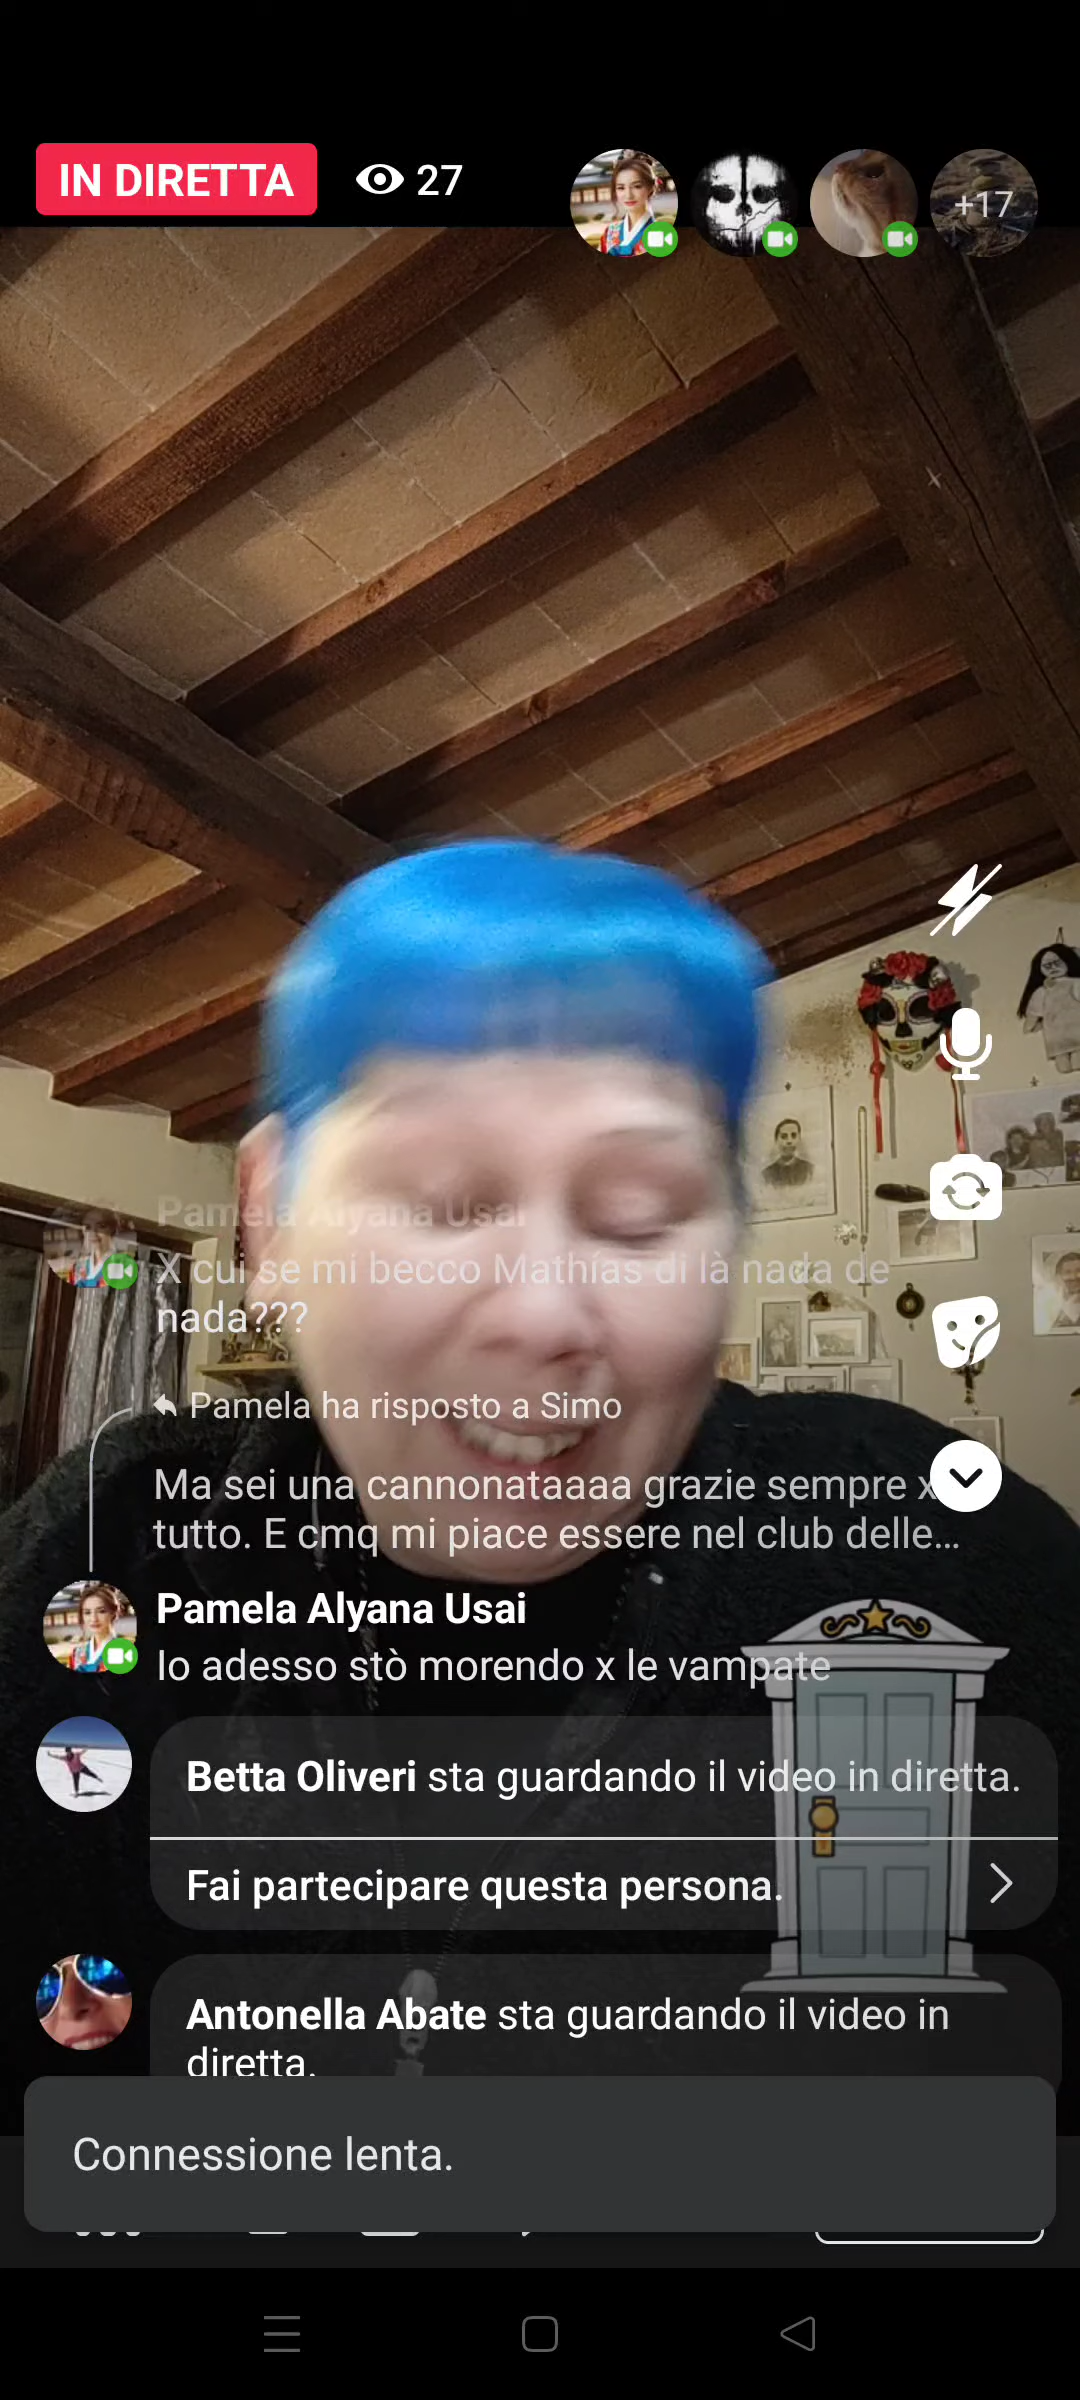 IN DIRETTA
27
+17
Pamela Alyana Usai
X cui se mi becco Mathías di là nada de
nada???
Pamela ha risposto a Simo
Ma sei una cannonataaaa grazie sempre x
tutto. E cmq mi piace essere nel club delle...
Pamela Alyana Usai
Io adesso stò morendo x le vampate
Betta Oliveri sta guardando il video in diretta.
Fai partecipare questa persona.
Antonella Abate sta guardando il video in
diretta.
Connessione lenta.